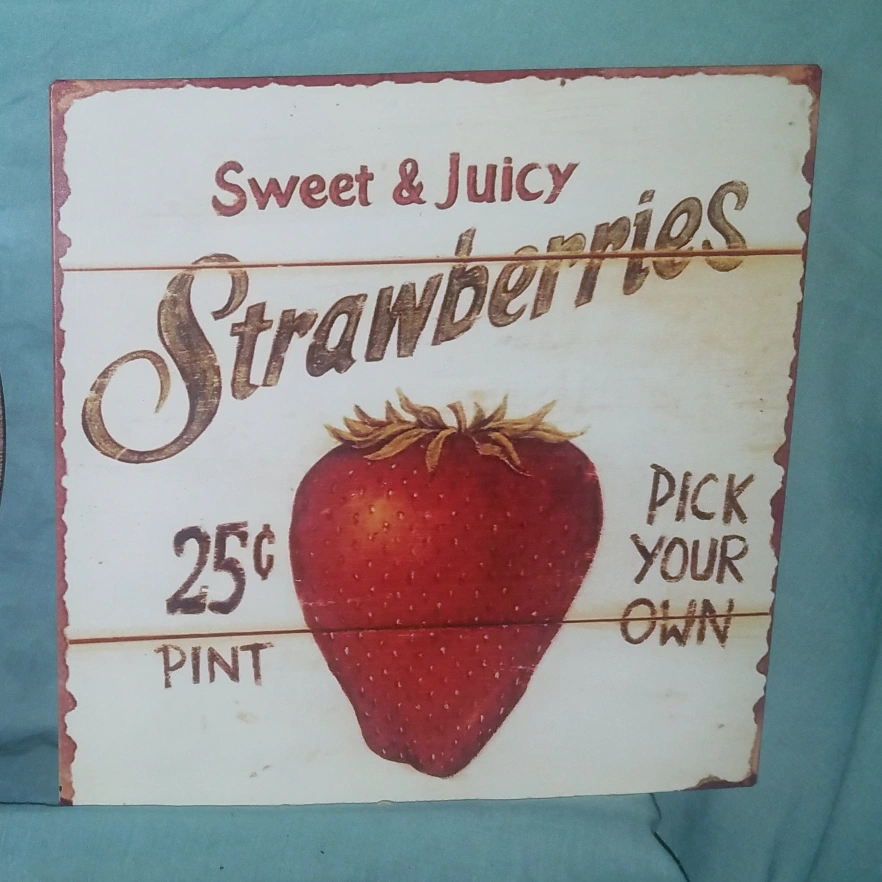 Sweet & Juicy
Strawberries
25¢
PINT
PICK
YOUR
OWN